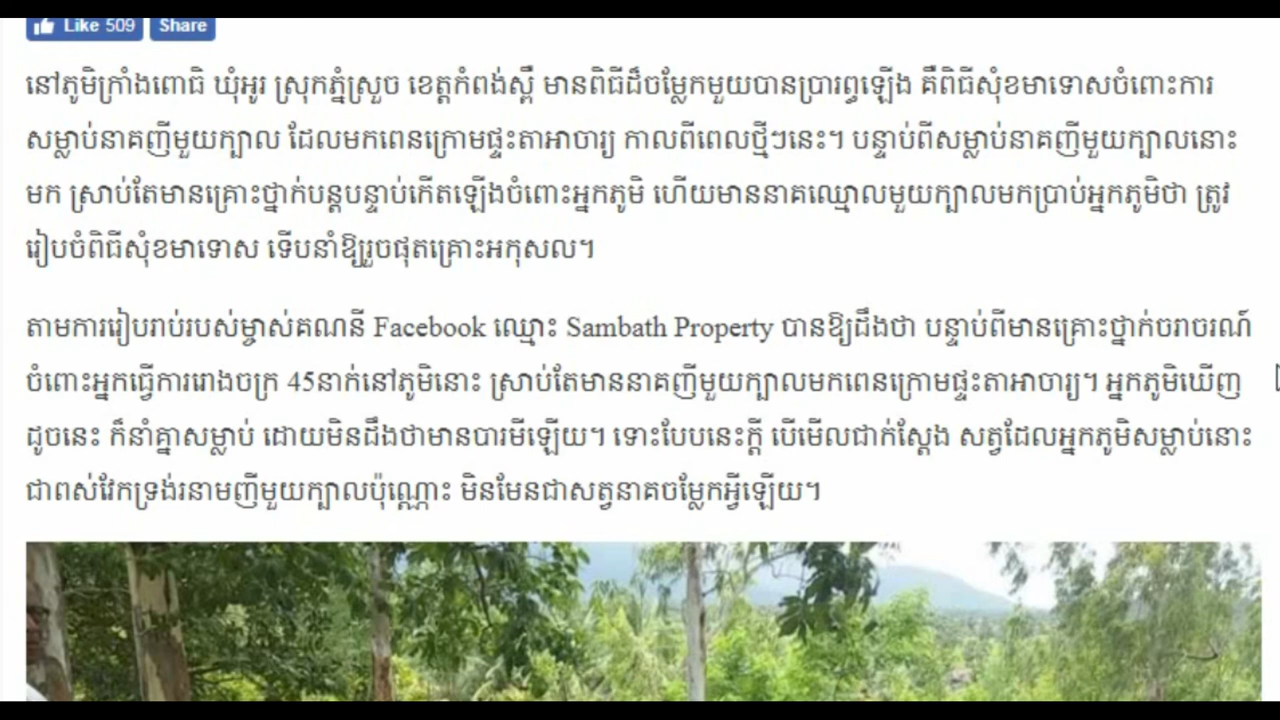 Like 509 Share
នៅភូមិក្រាំងពោធិ ឃុំអូរ ស្រុកភ្នំស្រួច ខេត្តកំពង់ស្ពឺ មានពិធីដ៏ចម្លែកមួយបានប្រារព្ធឡើង គឺពិធីសុំខមាទោសចំពោះការ
សម្លាប់នាគញីមួយក្បាល ដែលមកពេនក្រោមផ្ទះតាអាចារ្យ កាលពីពេលថ្មីៗនេះ។ បន្ទាប់ពីសម្លាប់នាគញីមួយក្បាលនោះ
មក ស្រាប់តែមានគ្រោះថ្នាក់បន្តបន្ទាប់កើតឡើងចំពោះអ្នកភូមិ ហើយមាននាគឈ្មោលមួយក្បាលមកប្រាប់អ្នកភូមិថា ត្រូវ
រៀបចំពិធីសុំខមាទោស ទើបនាំឱ្យរួចផុតគ្រោះអកុសល។
តាមការរៀបរាប់របស់ម្ចាស់គណនី Facebook ឈ្មោះ Sambath Property បានឱ្យដឹងថា បន្ទាប់ពីមានគ្រោះថ្នាក់ចរាចរណ៍
ចំពោះអ្នកធ្វើការរោងចក្រ 45នាក់នៅភូមិនោះ ស្រាប់តែមាននាគញីមួយក្បាលមកពេនក្រោមផ្ទះតាអាចារ្យ។ អ្នកភូមិឃើញ
ដូចនេះ ក៏នាំគ្នាសម្លាប់ ដោយមិនដឹងថាមានបារមីឡើយ។ ទោះបែបនេះក្ដី បើមើលជាក់ស្ដែង សត្វដែលអ្នកភូមិសម្លាប់នោះ
ជាពស់វែកទ្រង់រនាមញីមួយក្បាលប៉ុណ្ណោះ មិនមែនជាសត្វនាគចម្លែកអ្វីឡើយ។